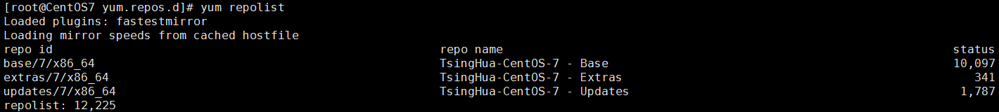 [root@CentOS7 yum.repos.d]# yum repolist
Loaded plugins: fastestmirror
Loading mirror speeds from cached hostfile
repo id repo name status
base/7/x86_64 TsingHua-CentOS-7 - Base 10,097
extras/7/x86_64 TsingHua-CentOS-7 - Extras 341
updates/7/x86_64 TsingHua-CentOS-7 - Updates 1,787
repolist: 12,225